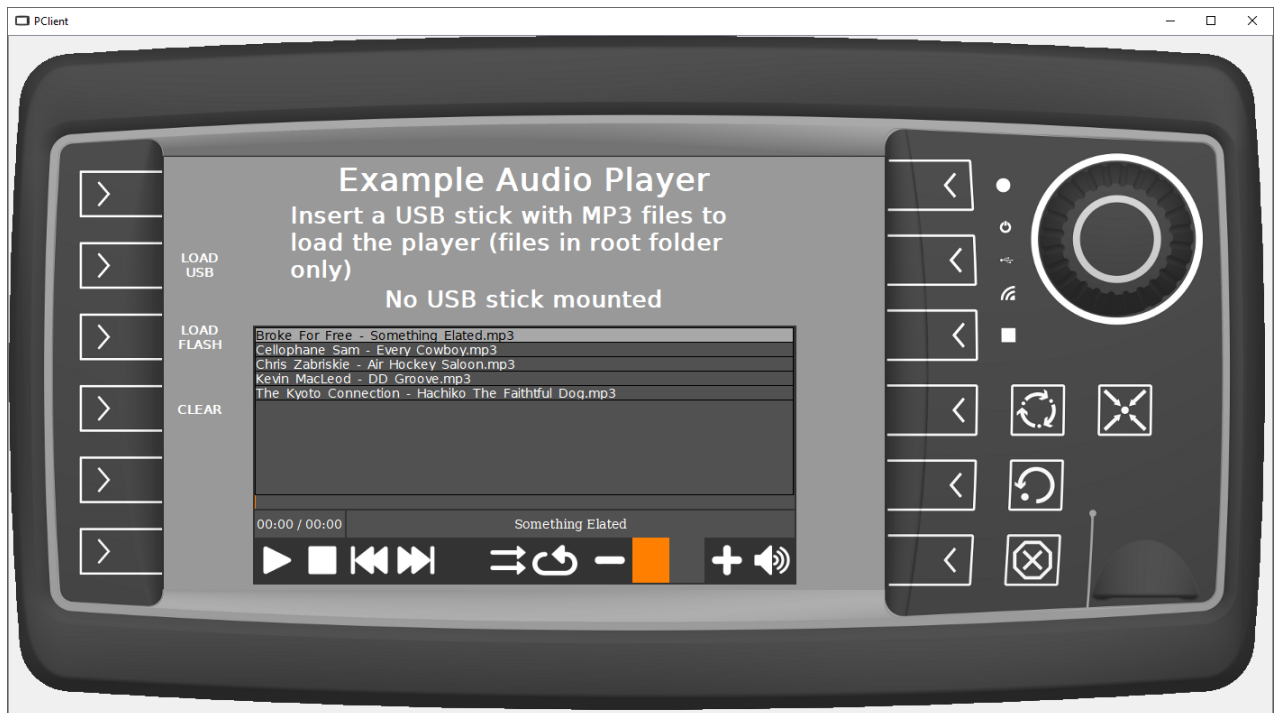 PClient
Example Audio Player
Insert a USB stick with MP3 files to
load the player (files in root folder
only)
No USB stick mounted
LOAD
USB
LOAD
FLASH
CLEAR
Broke For Free - Something Elated.mp3
Cellophane Sam - Every Cowboy.mp3
Chris Zabriskie - Air Hockey Saloon.mp3
Kevin MacLeod - DD Groove.mp3
The Kyoto Connection - Hachiko The Faithtful Dog.mp3
00:00 / 00:00
Something Elated